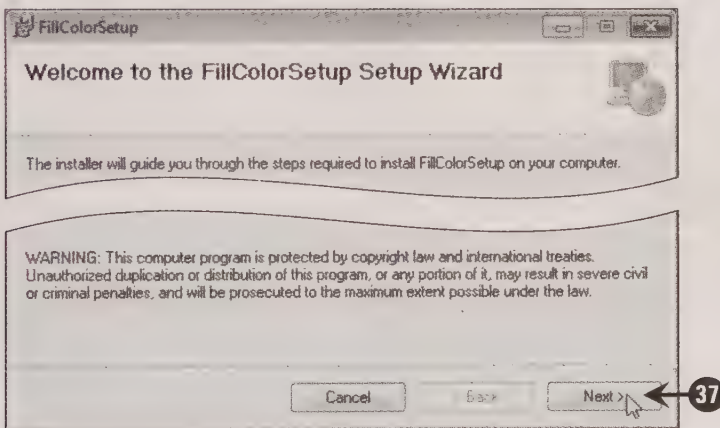 FillColorSetup
Welcome to the FillColorSetup Setup Wizard
The installer will guide you through the steps required to install FillColorSetup on your computer.
WARNING: This computer program is protected by copyright law and international treaties.
Unauthorized duplication or distribution of this program, or any portion of it, may result in severe civil
or criminal penalties, and will be prosecuted to the maximum extent possible under the law.
Cancel
Back
Next >
37